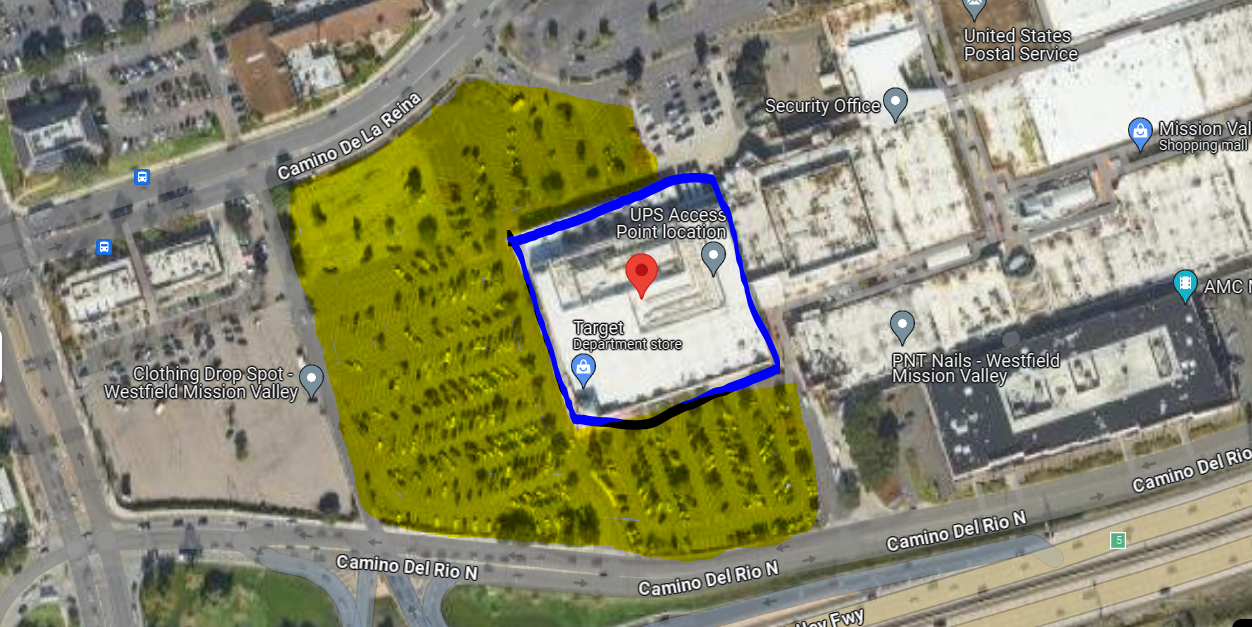 United States
Postal Service
Security Office
Mission Val
Shopping mall
Camino De La Reina
UPS Access
Point location
AMC
Target
Department store
PNT Nails - Westfield
Mission Valley
Clothing Drop Spot -
Westfield Mission Valley
Camino Del Rio
Camino Del Rio N
5
Camino Del Rio N
Camino Del Rio N
Hwy Fwy